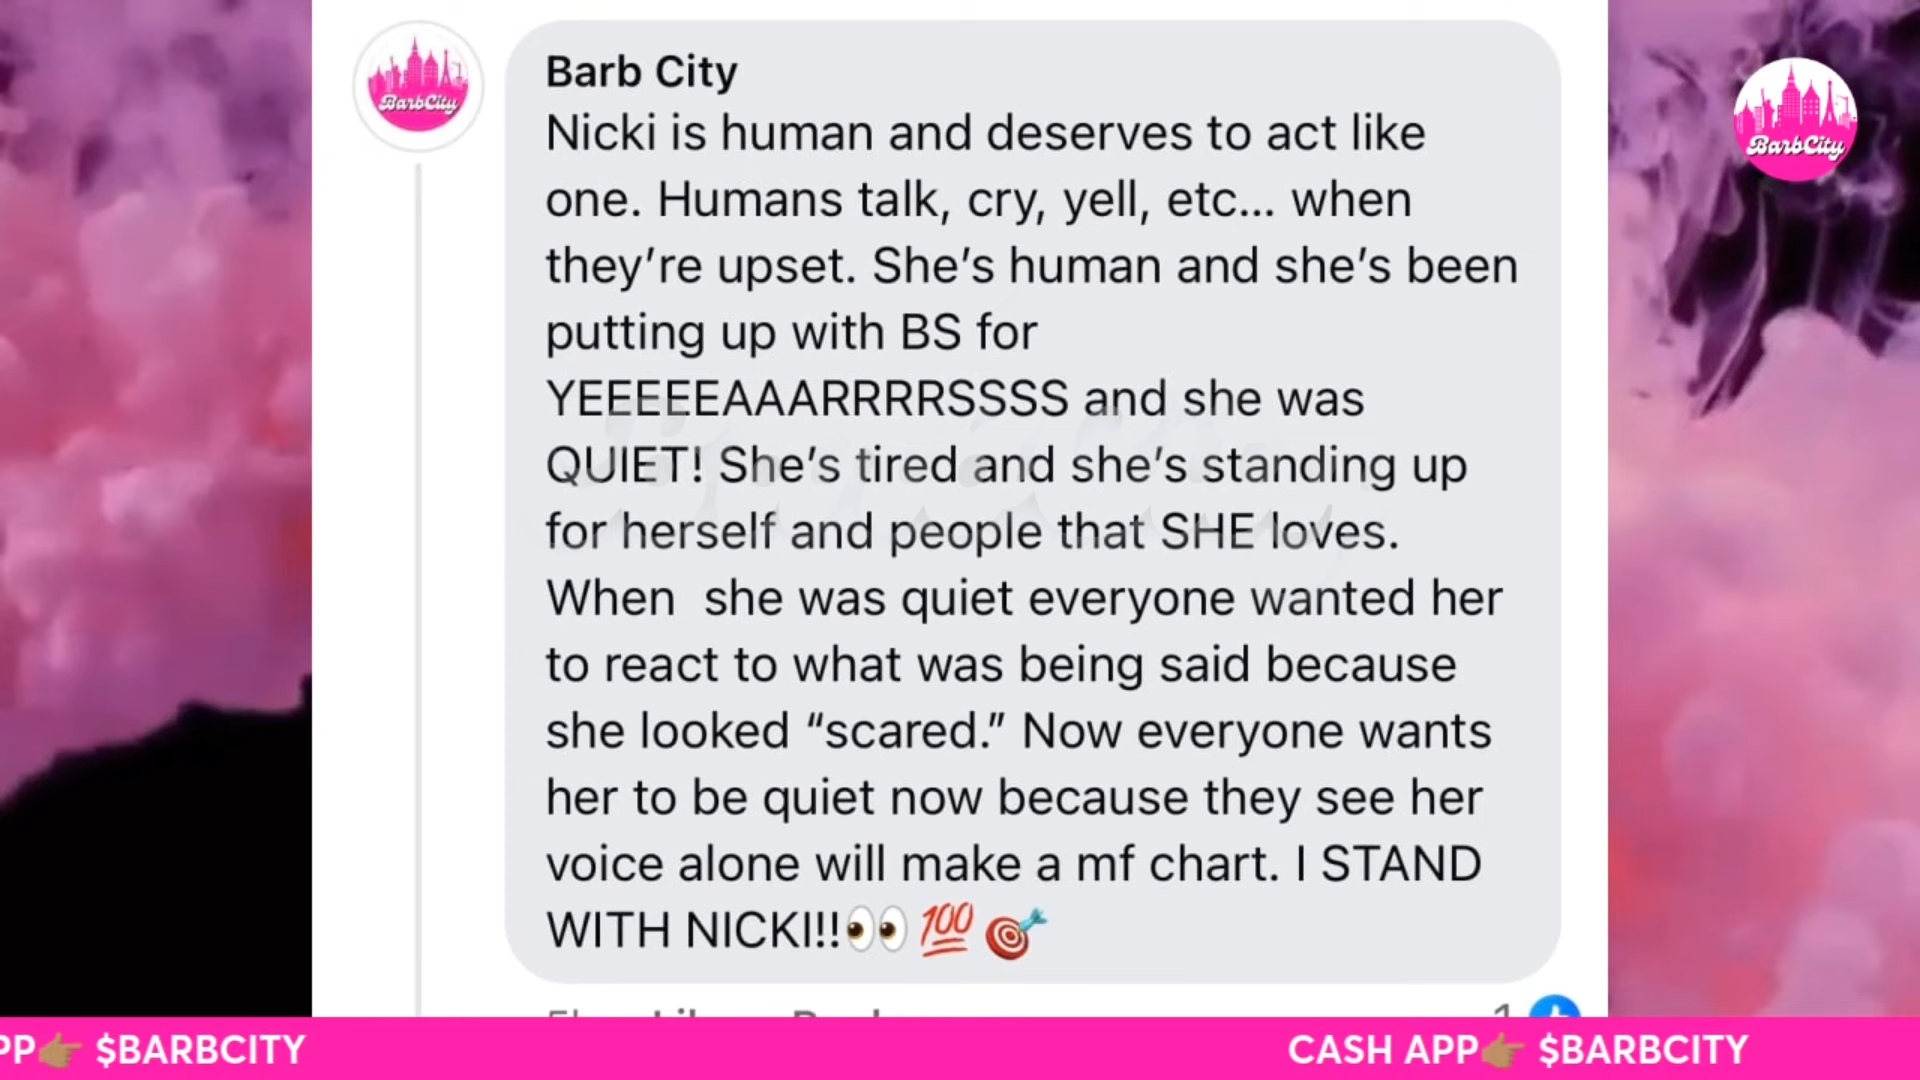 Barb City
Nicki is human and deserves to act like
one. Humans talk, cry, yell, etc... when
they’re upset. She’s human and she’s been
putting up with BS for
YEEEEEAAARRRRSSSS and she was
QUIET! She’s tired and she’s standing up
for herself and people that SHE loves.
When she was quiet everyone wanted her
to react to what was being said because
she looked “scared.” Now everyone wants
her to be quiet now because they see her
voice alone will make a mf chart. I STAND
WITH NICKI!!👀 💯 🎯
BarbCity
BarbCity
PP👉🏽 $BARBCITY
CASH APP👉🏽 $BARBCITY